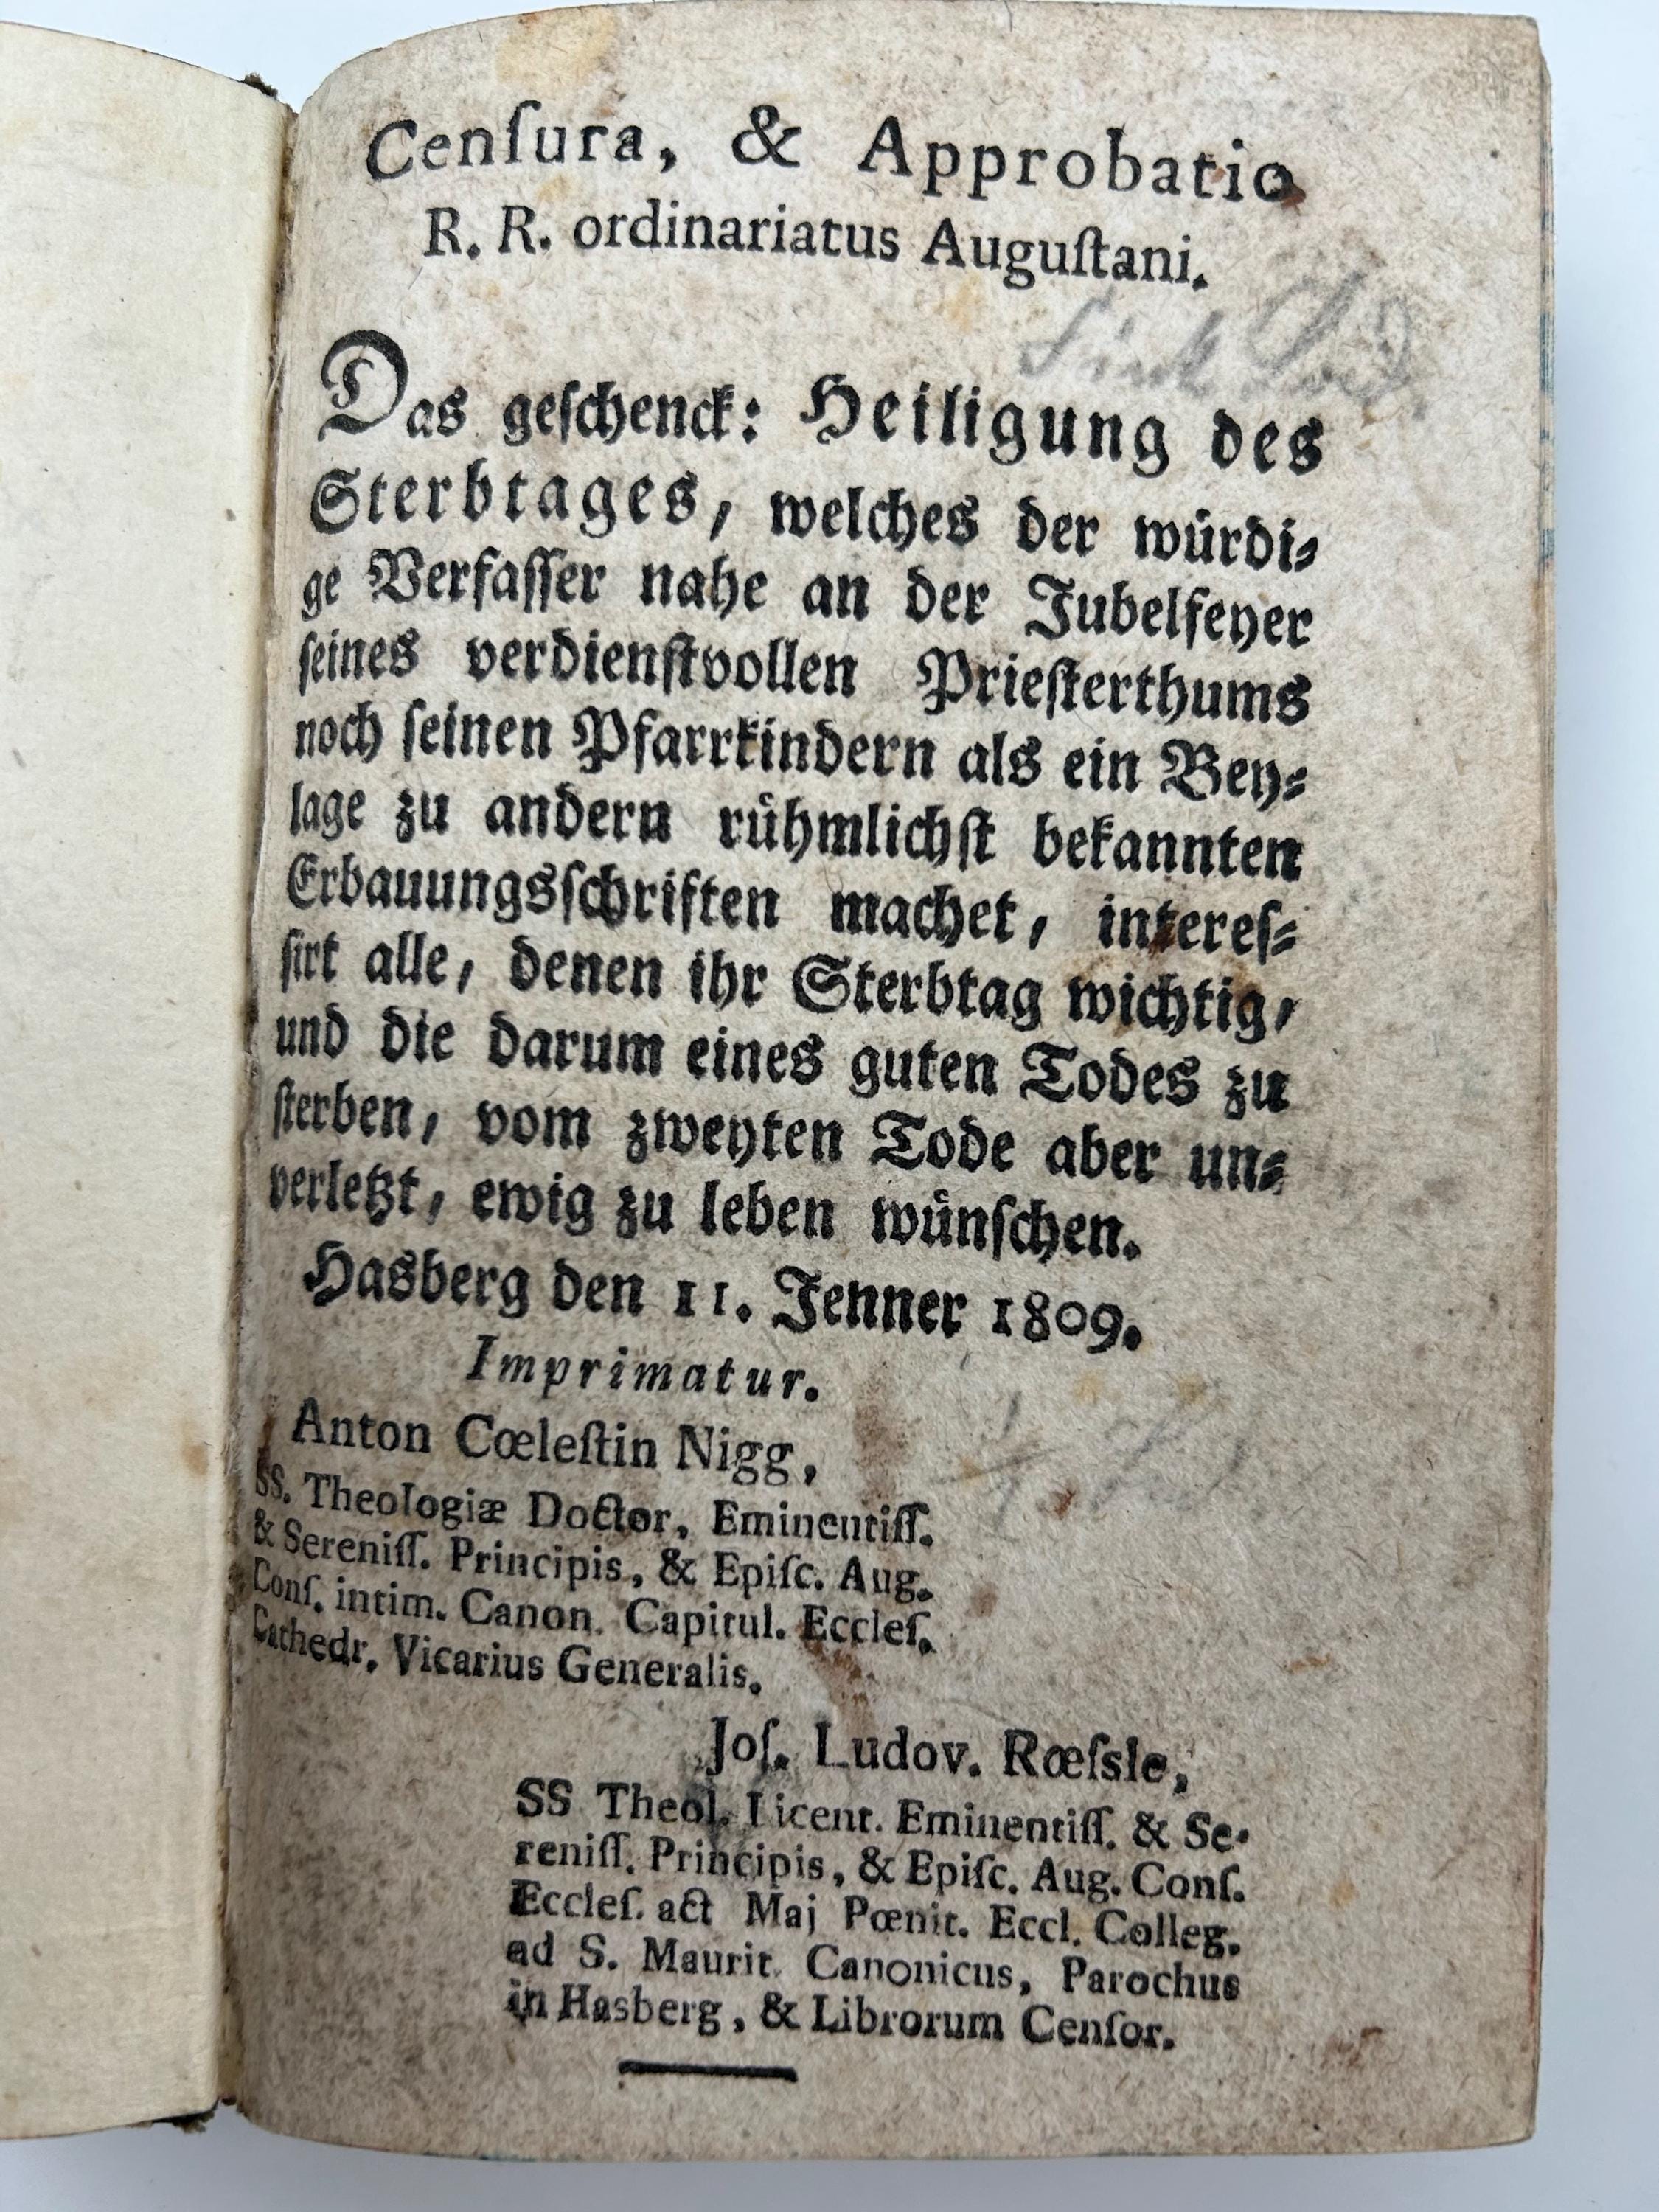 Cenſura, & Approbatio
R. R. ordinariatus Auguſtani.
Das geſchenck: Heiligung des
Sterbtages, welches der würdi⸗
ge Verfaſſer nahe an der Jubelfeyer
ſeines verdienſtvollen Prieſterthums
noch ſeinen Pfarrkindern als ein Bey⸗
lage zu andern rühmlichſt bekannten
Erbauungsſchriften machet, intereſ⸗
ſirt alle, denen ihr Sterbtag wichtig,
und die darum eines guten Todes zu
ſterben, vom zweyten Tode aber un⸗
verletzt, ewig zu leben wünſchen.
Hasberg den 11. Jenner 1809.
Imprimatur.
Anton Cœleſtin Nigg,
SS. Theologiæ Doctor, Eminentiſſ.
& Sereniſſ. Principis, & Epiſc. Aug.
Conſ. intim. Canon. Capitul. Eccleſ.
Cathedr. Vicarius Generalis.
Joſ. Ludov. Rœſsle,
SS Theol. Licent. Eminentiſſ. & Se-
reniſſ. Principis, & Epiſc. Aug. Conſ.
Eccleſ. act Maj Pœnit. Eccl. Colleg.
ad S. Maurit. Canonicus, Parochus
in Hasberg, & Librorum Cenſor.